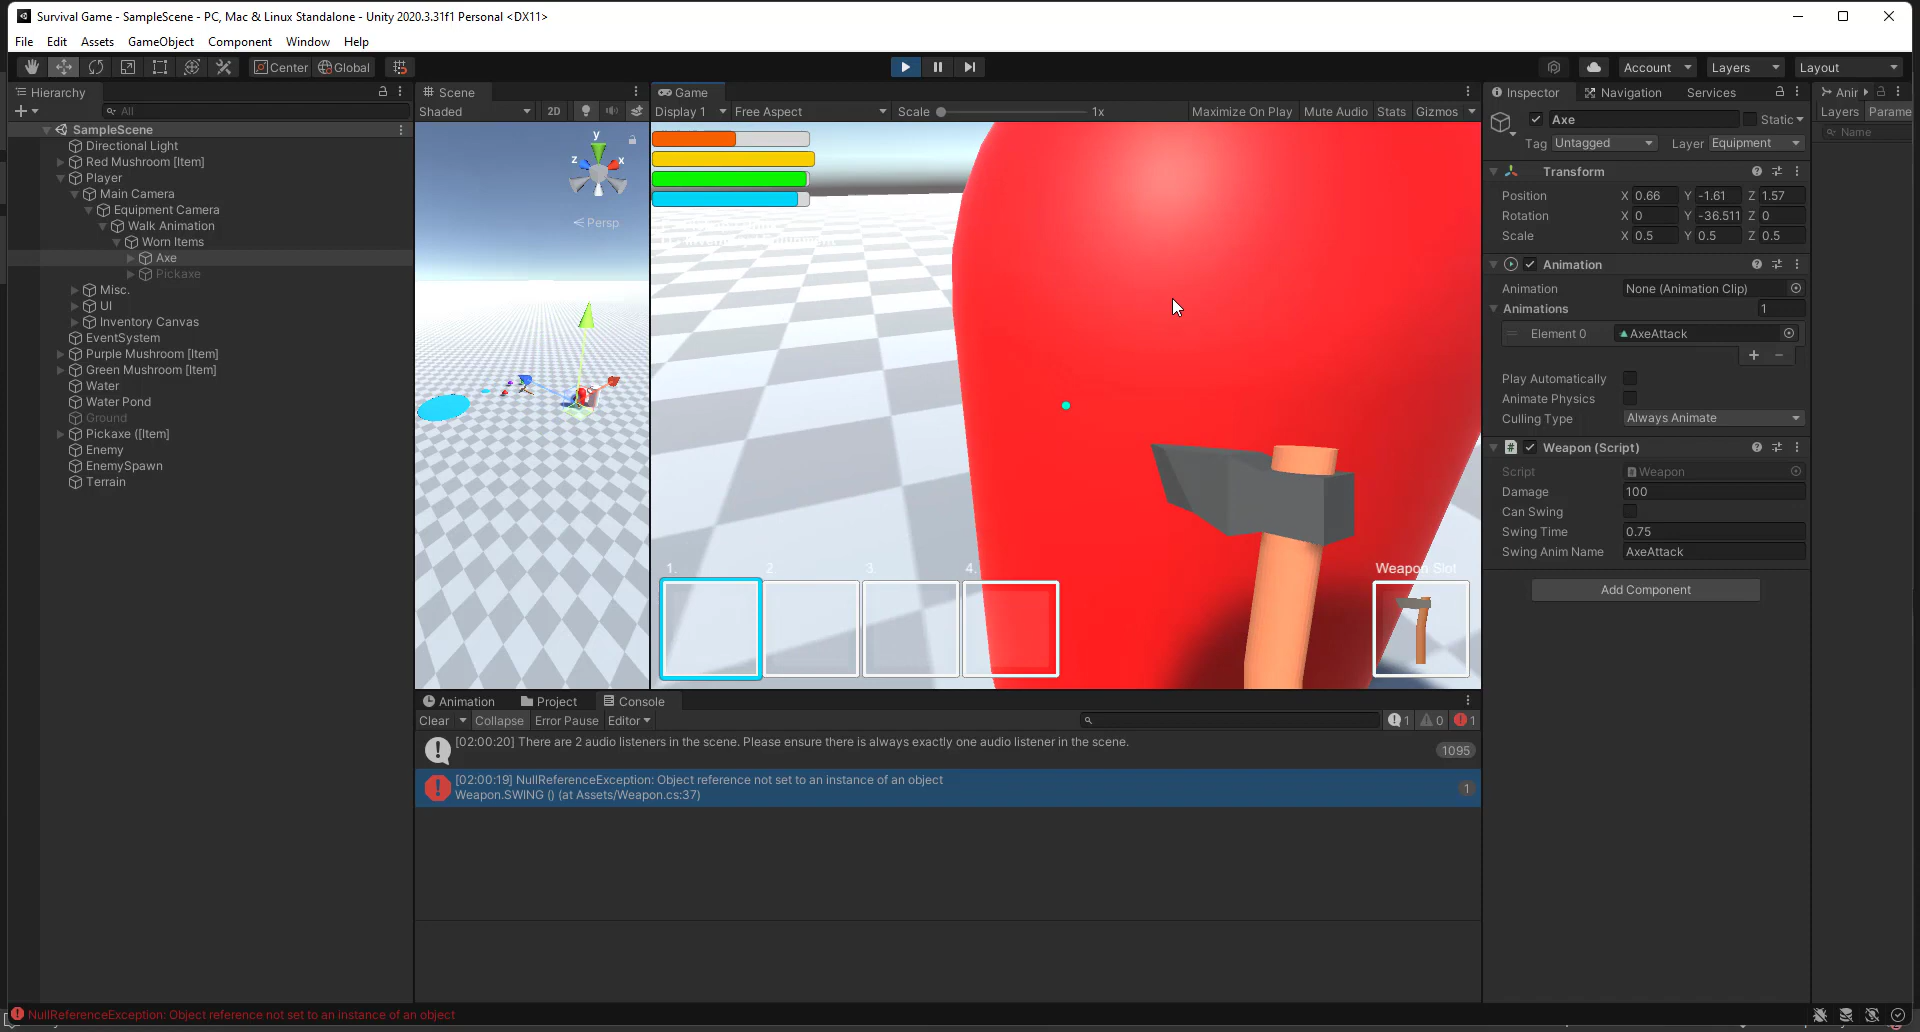 Survival Game - SampleScene - PC, Mac & Linux Standalone - Unity 2020.3.31f1 Personal <DX11>
File Edit Assets GameObject Component Window Help
Center Global Account Layers Layout
Hierarchy
All
SampleScene
Directional Light
Red Mushroom [Item]
Player
Main Camera
Equipment Camera
Walk Animation
Worn Items
Axe
Pickaxe
Misc.
UI
Inventory Canvas
EventSystem
Purple Mushroom [Item]
Green Mushroom [Item]
Water
Water Pond
Ground
Pickaxe ([Item]
Enemy
EnemySpawn
Terrain
Scene
Shaded 2D
y
z x
Persp
Game
Display 1 Free Aspect Scale 1x Maximize On Play Mute Audio Stats Gizmos
1. 2 3. 4.
Weapon Slot
Animation Project Console
Clear Collapse Error Pause Editor 1 0 1
[02:00:20] There are 2 audio listeners in the scene. Please ensure there is always exactly one audio listener in the scene.
1095
[02:00:19] NullReferenceException: Object reference not set to an instance of an object
Weapon.SWING () (at Assets/Weapon.cs:37)
1
Inspector Navigation Services
Axe Static
Tag Untagged Layer Equipment
Transform
Position X 0.66 Y -1.61 Z 1.57
Rotation X 0 Y -36.511 Z 0
Scale X 0.5 Y 0.5 Z 0.5
Animation
Animation None (Animation Clip)
Animations 1
Element 0 AxeAttack
Play Automatically
Animate Physics
Culling Type Always Animate
Weapon (Script)
Script Weapon
Damage 100
Can Swing
Swing Time 0.75
Swing Anim Name AxeAttack
Add Component
Anir
Layers Parame
Name
NullReferenceException: Object reference not set to an instance of an object